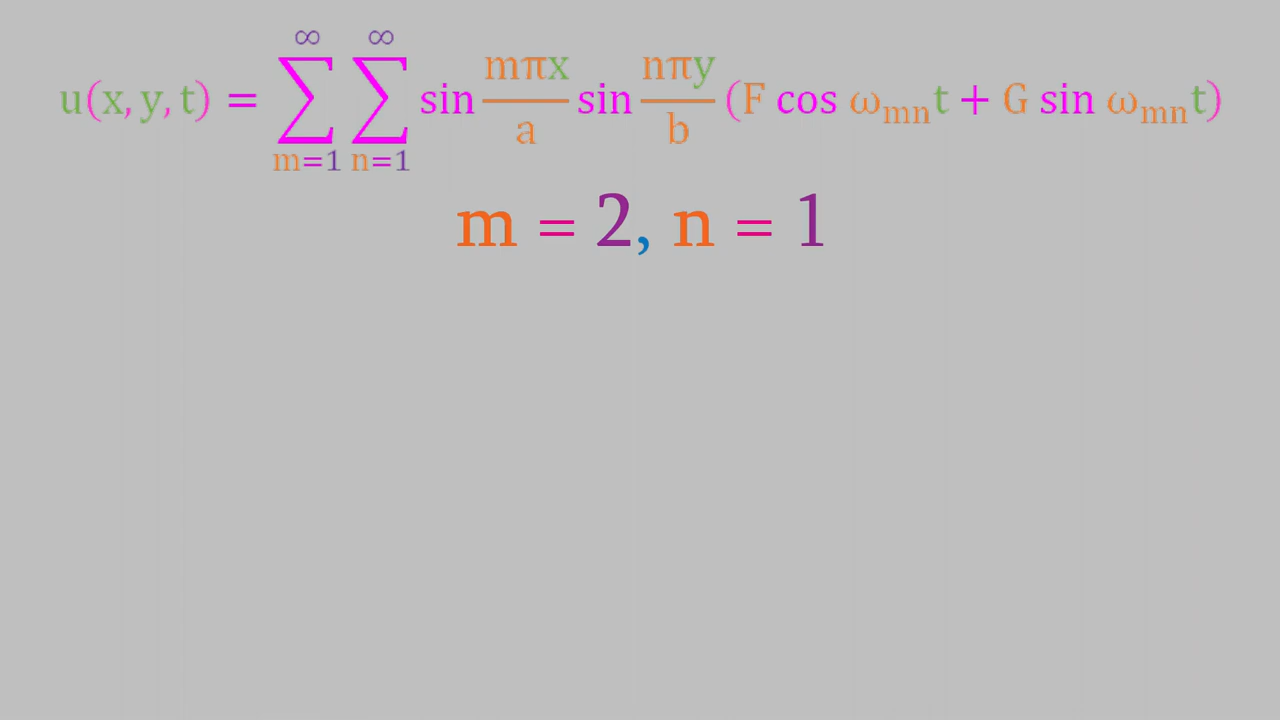 u(x, y, t) = ∑_{m=1}^{∞} ∑_{n=1}^{∞} sin mπx/a sin nπy/b (F cos ω_{mn}t + G sin ω_{mn}t)
m = 2, n = 1